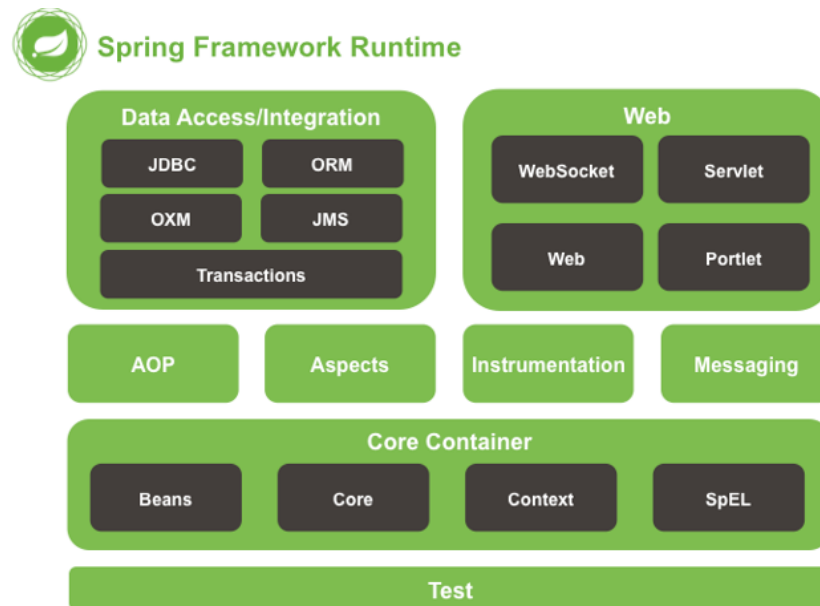 Spring Framework Runtime
Data Access/Integration
JDBC
ORM
OXM
JMS
Transactions
Web
WebSocket
Servlet
Web
Portlet
AOP
Aspects
Instrumentation
Messaging
Core Container
Beans
Core
Context
SpEL
Test